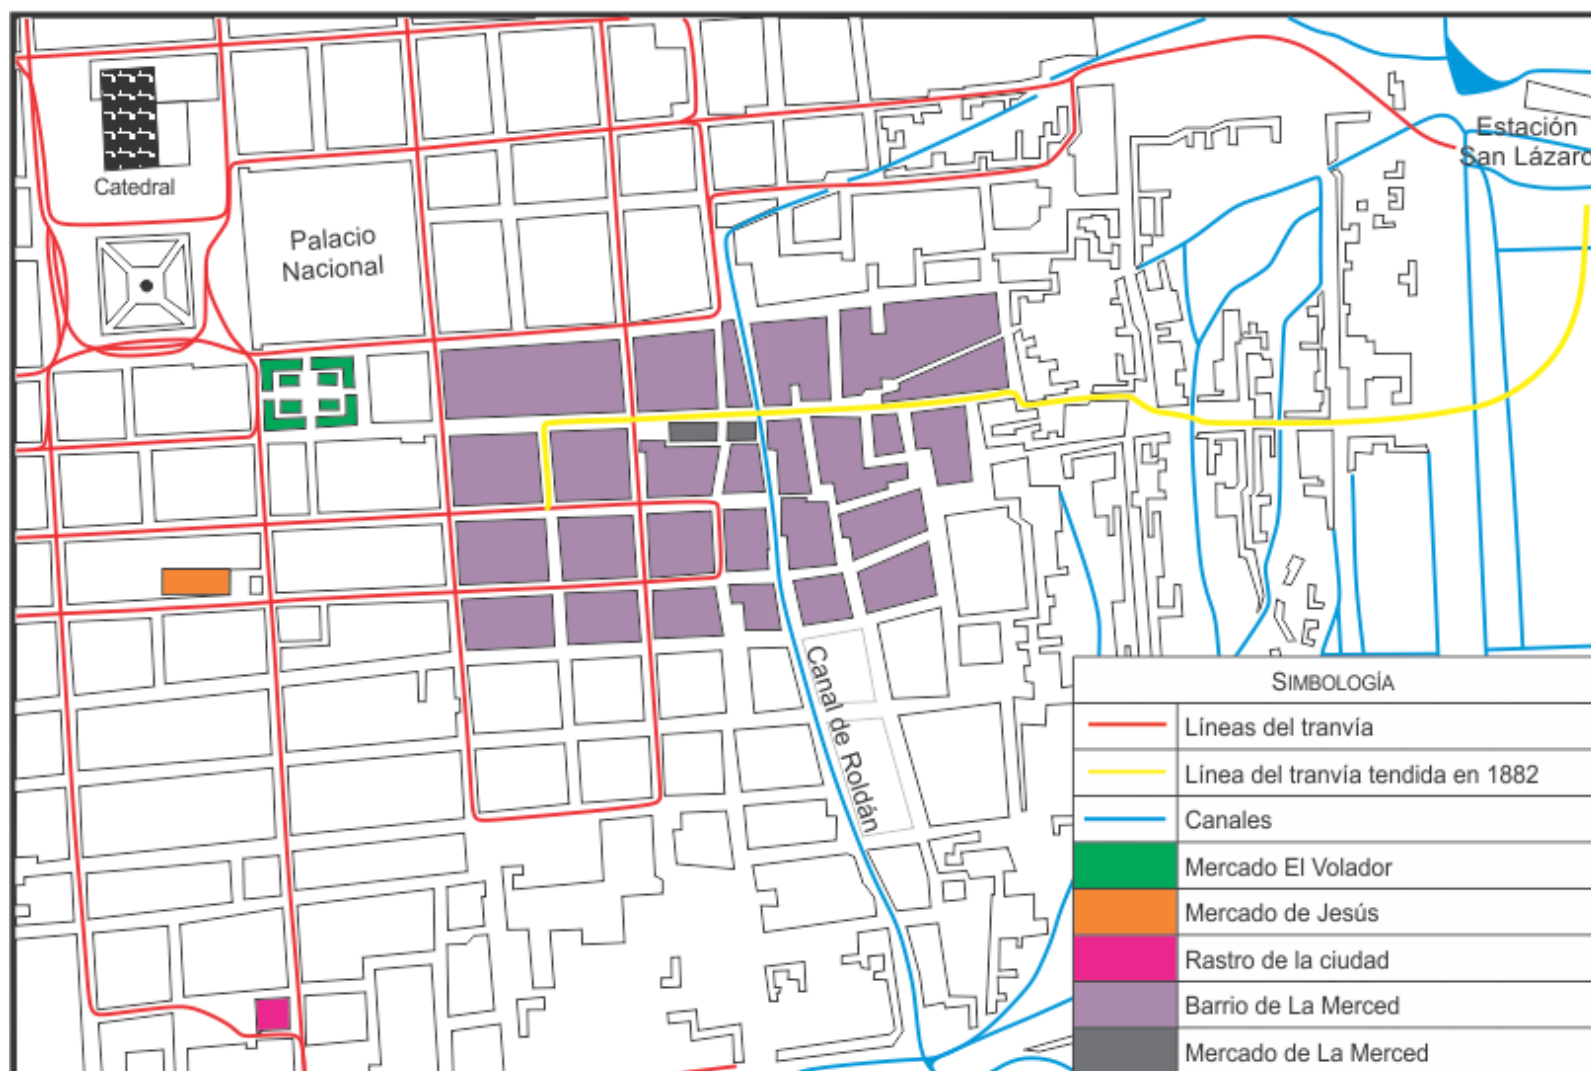 Catedral
Palacio
Nacional
Estación
San Lázaro
Canal de Roldán
SIMBOLOGÍA
Líneas del tranvía
Línea del tranvía tendida en 1882
Canales
Mercado El Volador
Mercado de Jesús
Rastro de la ciudad
Barrio de La Merced
Mercado de La Merced